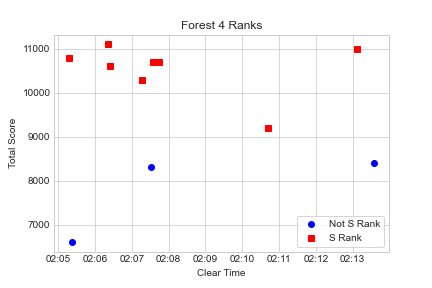 Forest 4 Ranks
Total Score
11000
10000
9000
8000
7000
Not S Rank
S Rank
02:05 02:06 02:07 02:08 02:09 02:10 02:11 02:12 02:13
Clear Time